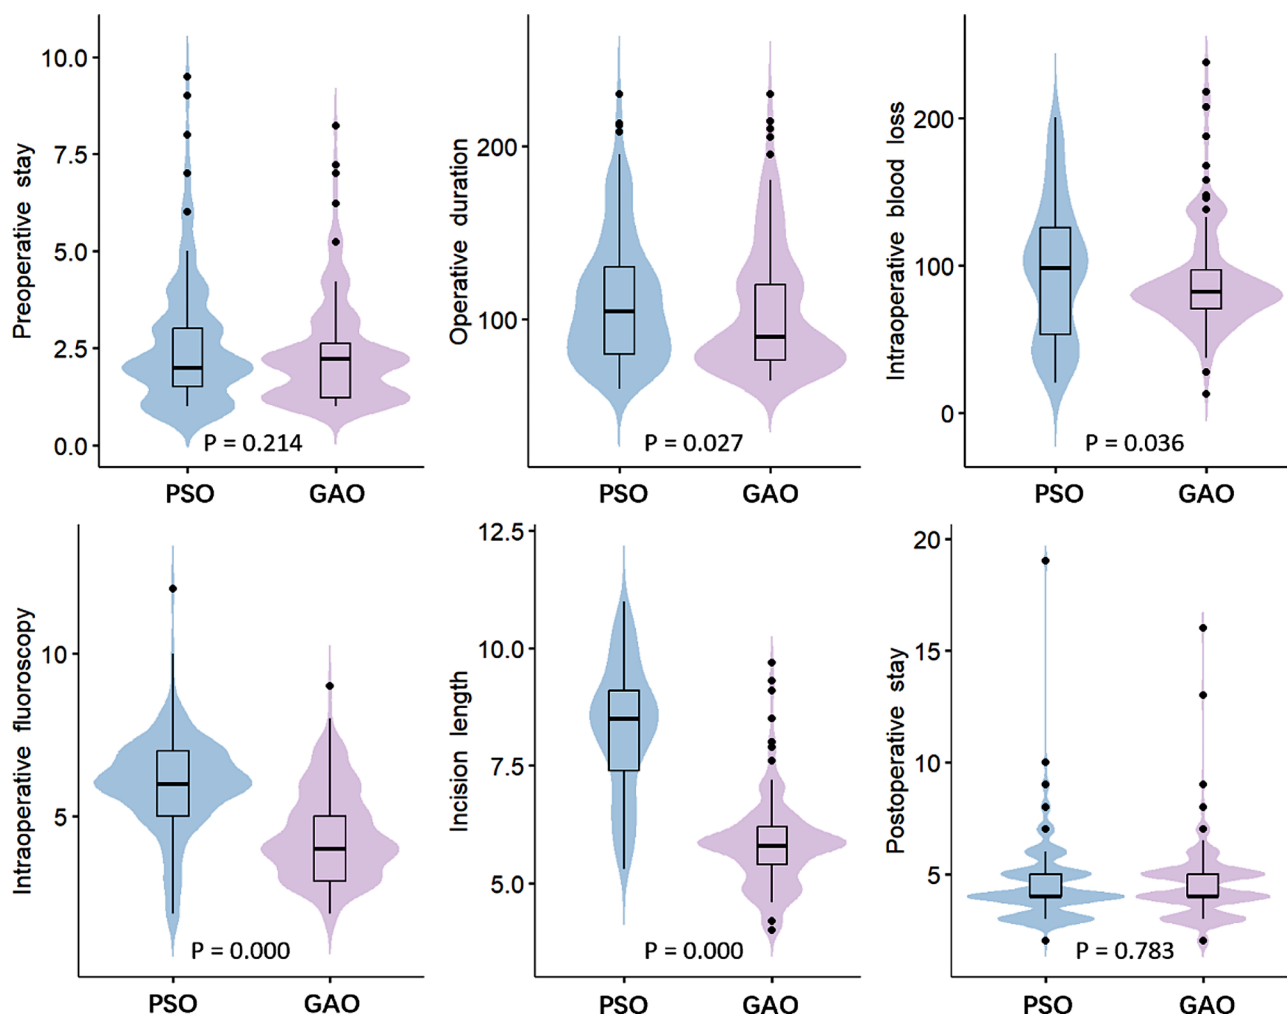 Preoperative stay
10.0
7.5
5.0
2.5
0.0
P = 0.214
PSO GAO
Operative duration
200
100
P = 0.027
PSO GAO
Intraoperative blood loss
200
100
0
P = 0.036
PSO GAO
Intraoperative fluoroscopy
10
5
P = 0.000
PSO GAO
Incision length
12.5
10.0
7.5
5.0
P = 0.000
PSO GAO
Postoperative stay
20
15
10
5
P = 0.783
PSO GAO